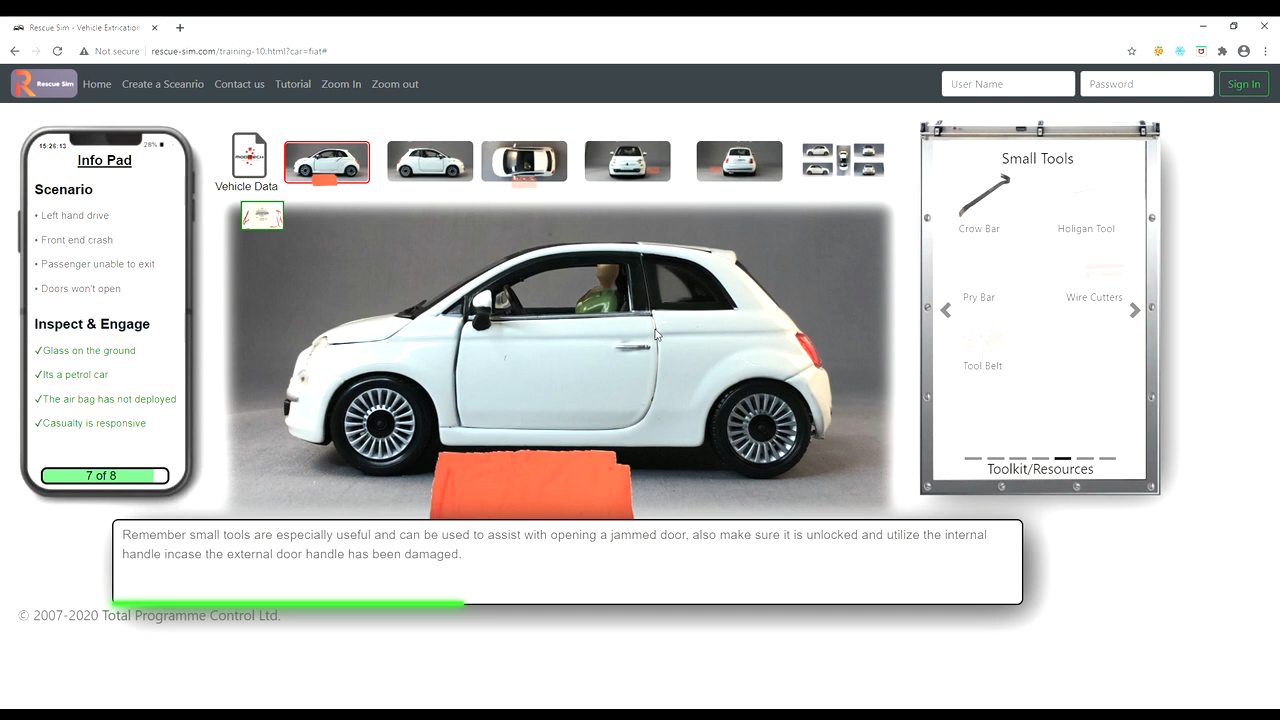 Rescue Sim - Vehicle Extrication
Not secure
rescue-sim.com/training-10.html?car=fiat#
Rescue Sim
Home
Create a Sceanrio
Contact us
Tutorial
Zoom In
Zoom out
User Name
Password
Sign In
15:26:13
28%
Info Pad
Scenario
• Left hand drive
• Front end crash
• Passenger unable to exit
• Doors won't open
Inspect & Engage
✓Glass on the ground
✓Its a petrol car
✓The air bag has not deployed
✓Casualty is responsive
7 of 8
Vehicle Data
Small Tools
Crow Bar
Holigan Tool
Pry Bar
Wire Cutters
Tool Belt
Toolkit/Resources
Remember small tools are especially useful and can be used to assist with opening a jammed door, also make sure it is unlocked and utilize the internal
handle incase the external door handle has been damaged.
© 2007-2020 Total Programme Control Ltd.